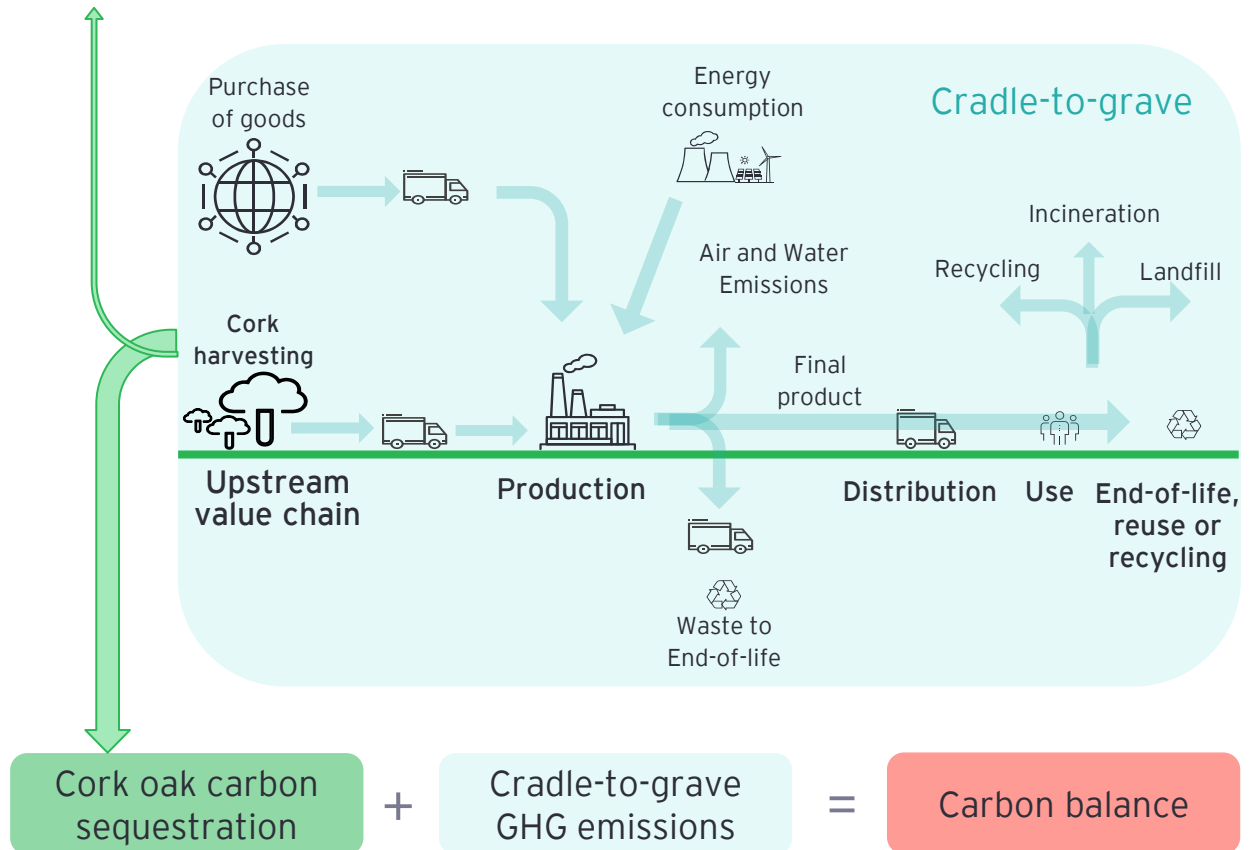 Purchase
of goods
Energy
consumption
Cradle-to-grave
Incineration
Air and Water
Emissions
Recycling
Landfill
Cork
harvesting
Final
product
Upstream
value chain
Production
Distribution
Use
End-of-life,
reuse or
recycling
Waste to
End-of-life
Cork oak carbon
sequestration
+
Cradle-to-grave
GHG emissions
=
Carbon balance